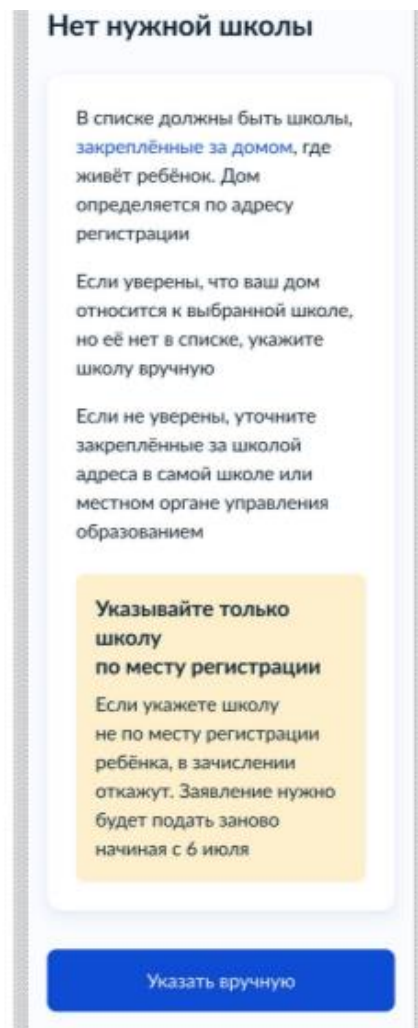 Нет нужной школы
В списке должны быть школы,
закреплённые за домом, где
живёт ребёнок. Дом
определяется по адресу
регистрации
Если уверены, что ваш дом
относится к выбранной школе,
но её нет в списке, укажите
школу вручную
Если не уверены, уточните
закреплённые за школой
адреса в самой школе или
местном органе управления
образованием
Указывайте только
школу
по месту регистрации
Если укажете школу
не по месту регистрации
ребёнка, в зачислении
откажут. Заявление нужно
будет подать заново
начиная с 6 июля
Указать вручную